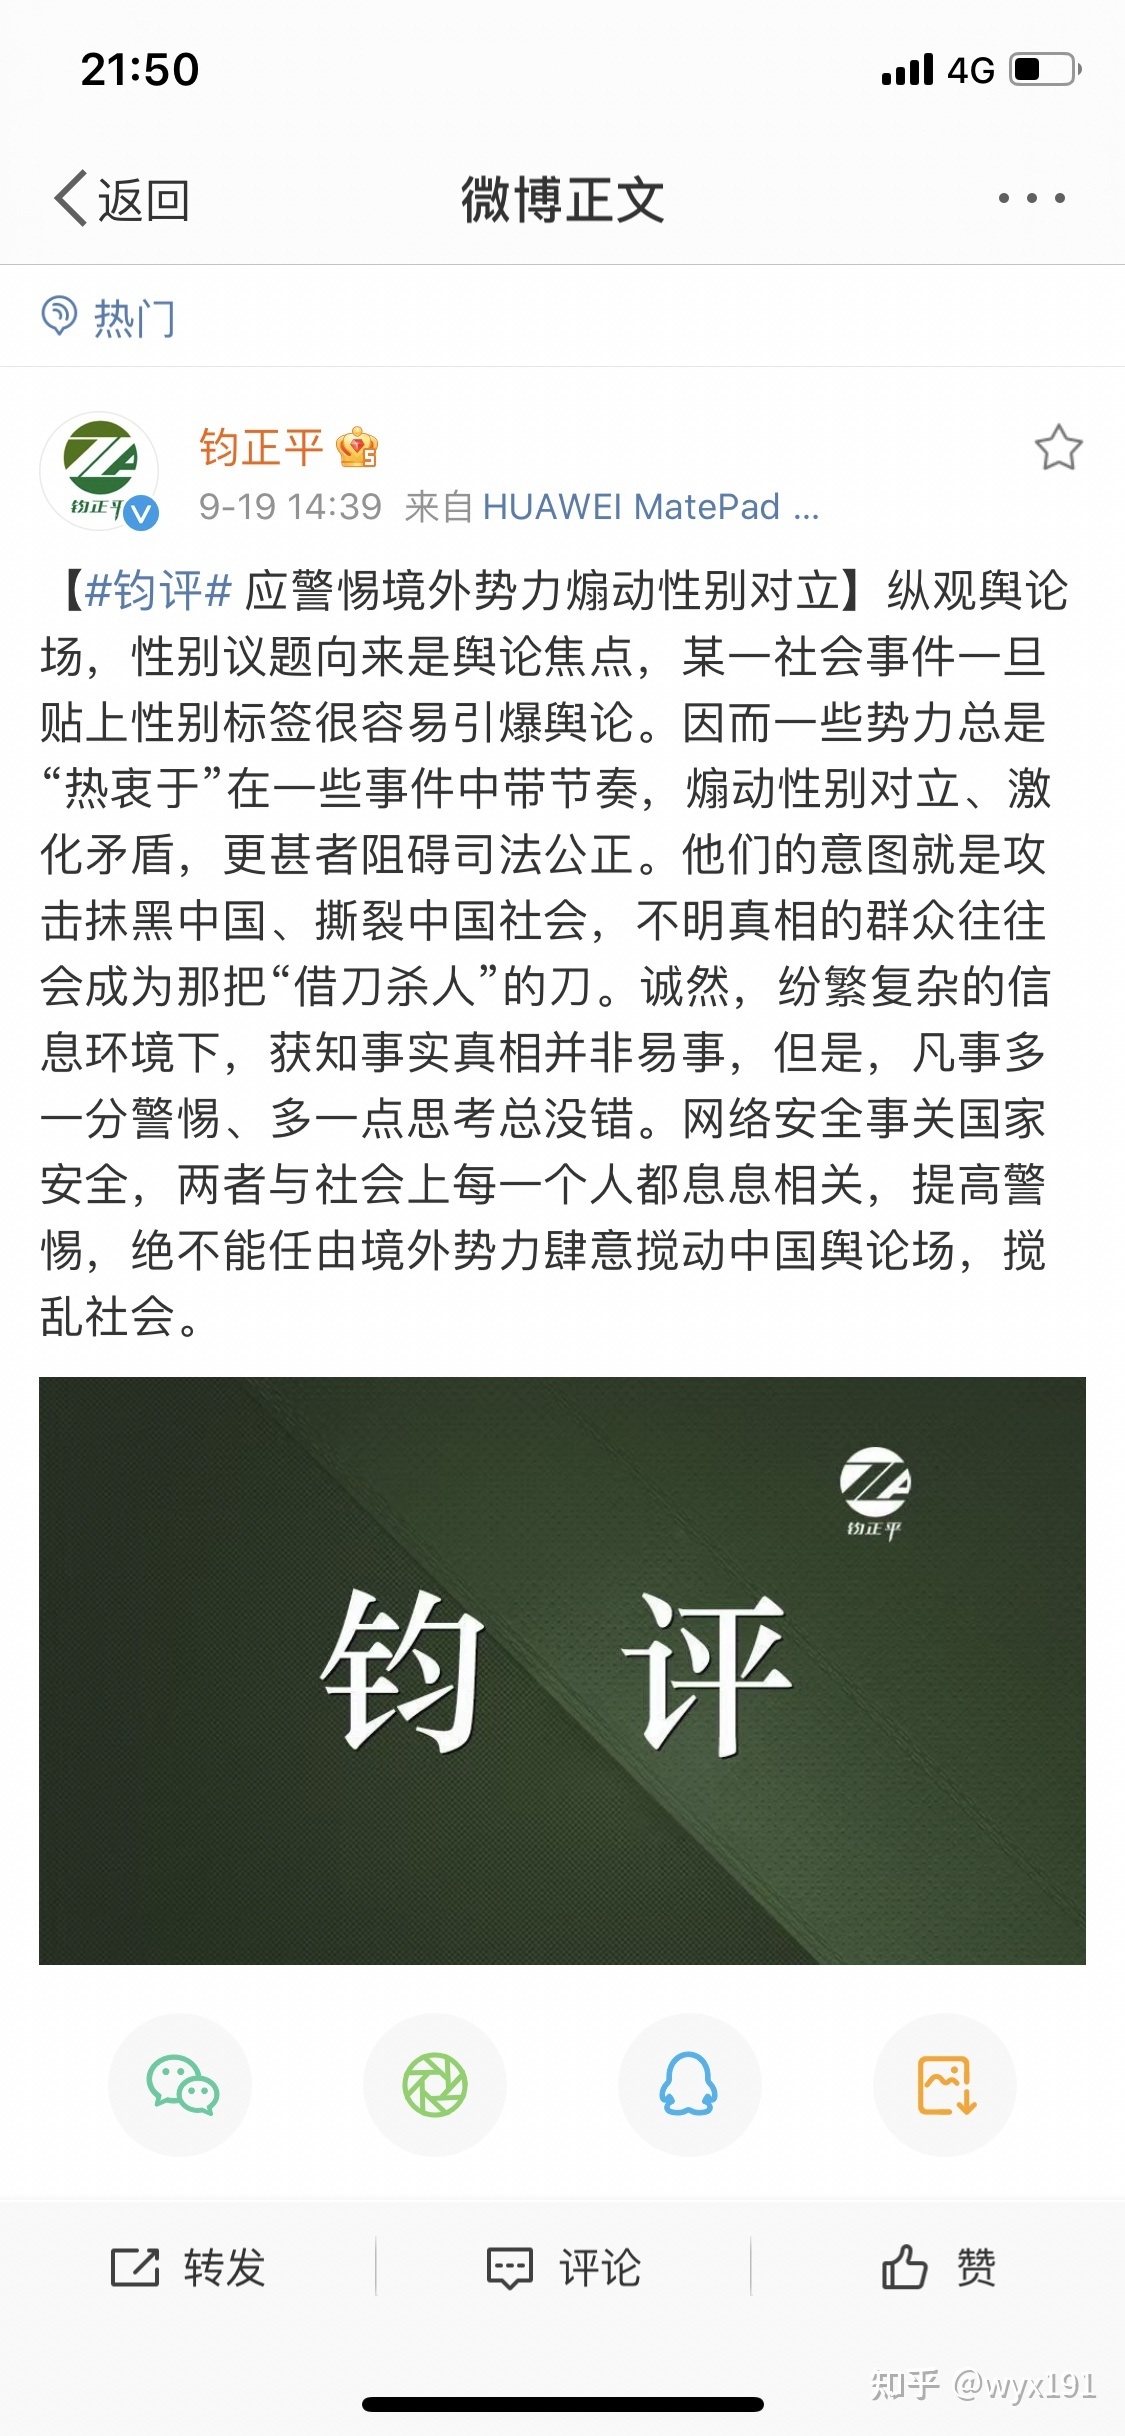 21:50
4G
返回
微博正文
热门
钧正平
5
钧正平
9-19 14:39 来自 HUAWEI MatePad ...
【#钧评# 应警惕境外势力煽动性别对立】纵观舆论
场，性别议题向来是舆论焦点，某一社会事件一旦
贴上性别标签很容易引爆舆论。因而一些势力总是
“热衷于”在一些事件中带节奏，煽动性别对立、激
化矛盾，更甚者阻碍司法公正。他们的意图就是攻
击抹黑中国、撕裂中国社会，不明真相的群众往往
会成为那把“借刀杀人”的刀。诚然，纷繁复杂的信
息环境下，获知事实真相并非易事，但是，凡事多
一分警惕、多一点思考总没错。网络安全事关国家
安全，两者与社会上每一个人都息息相关，提高警
惕，绝不能任由境外势力肆意搅动中国舆论场，搅
乱社会。
钧正平
钧 评
转发
评论
赞
知乎 @wyx191